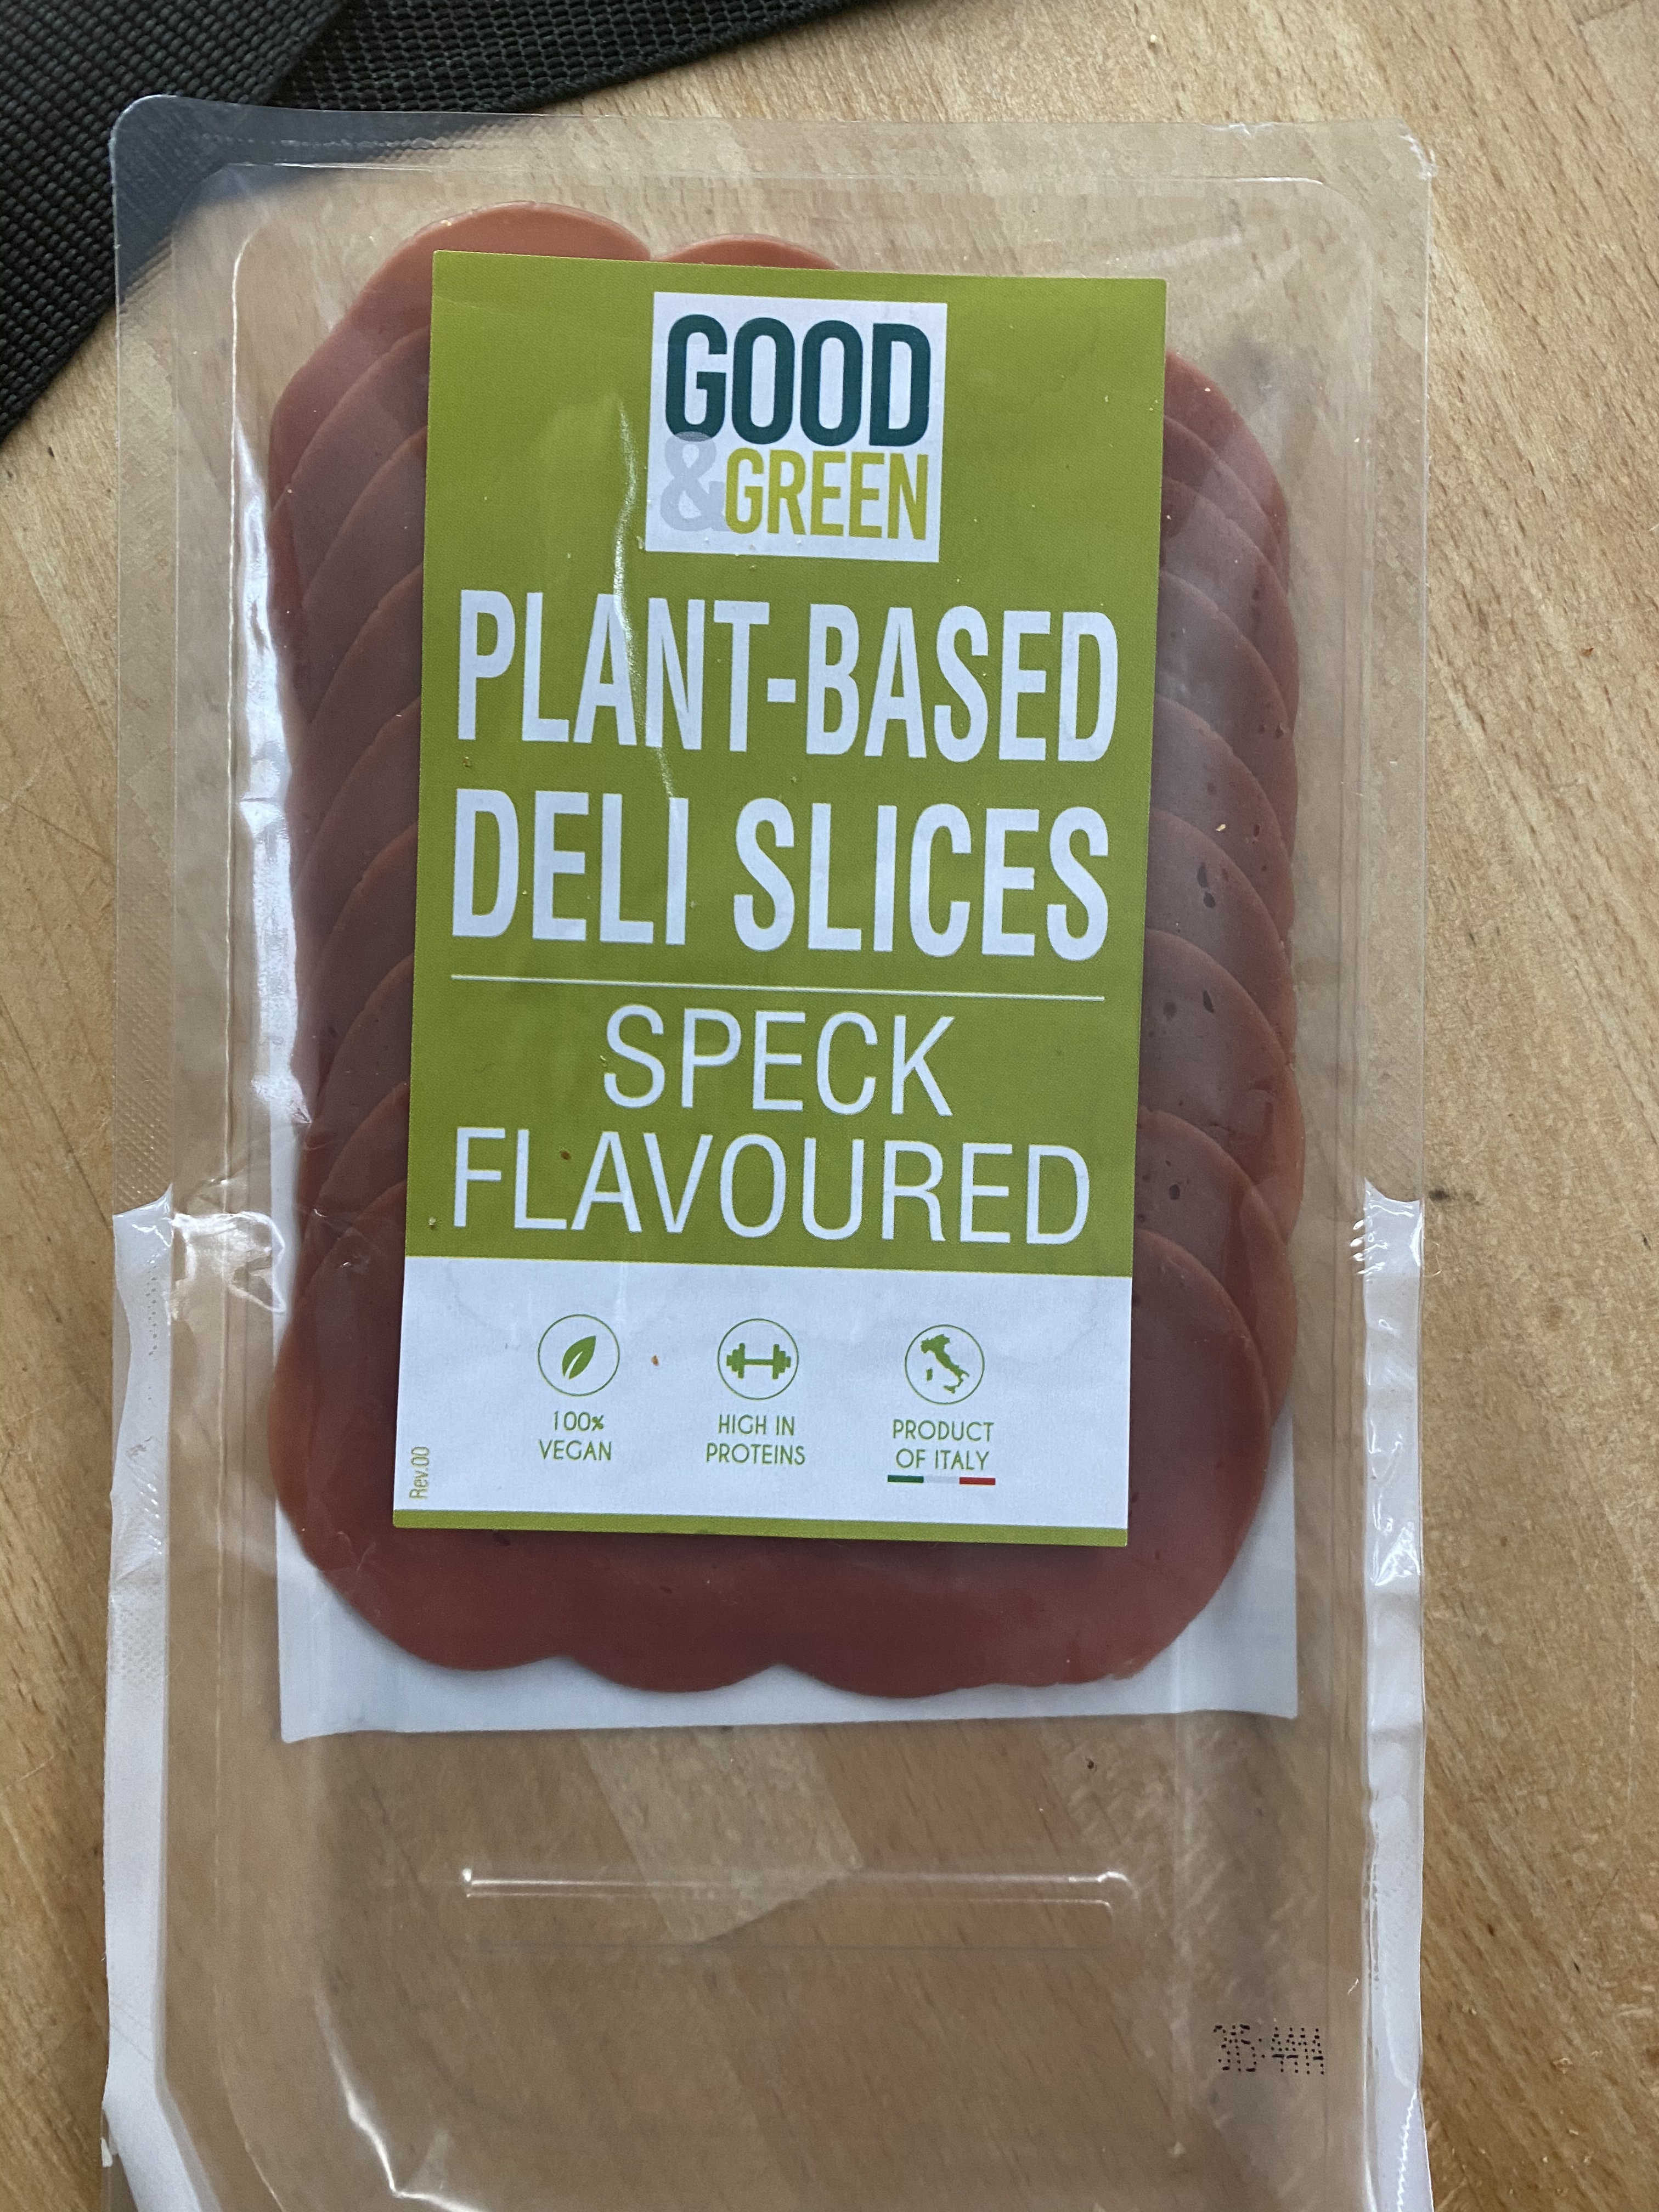 GOOD
&GREEN
PLANT-BASED
DELI SLICES
SPECK
FLAVOURED
100%
VEGAN
HIGH IN
PROTEINS
PRODUCT
OF ITALY
Rev.00